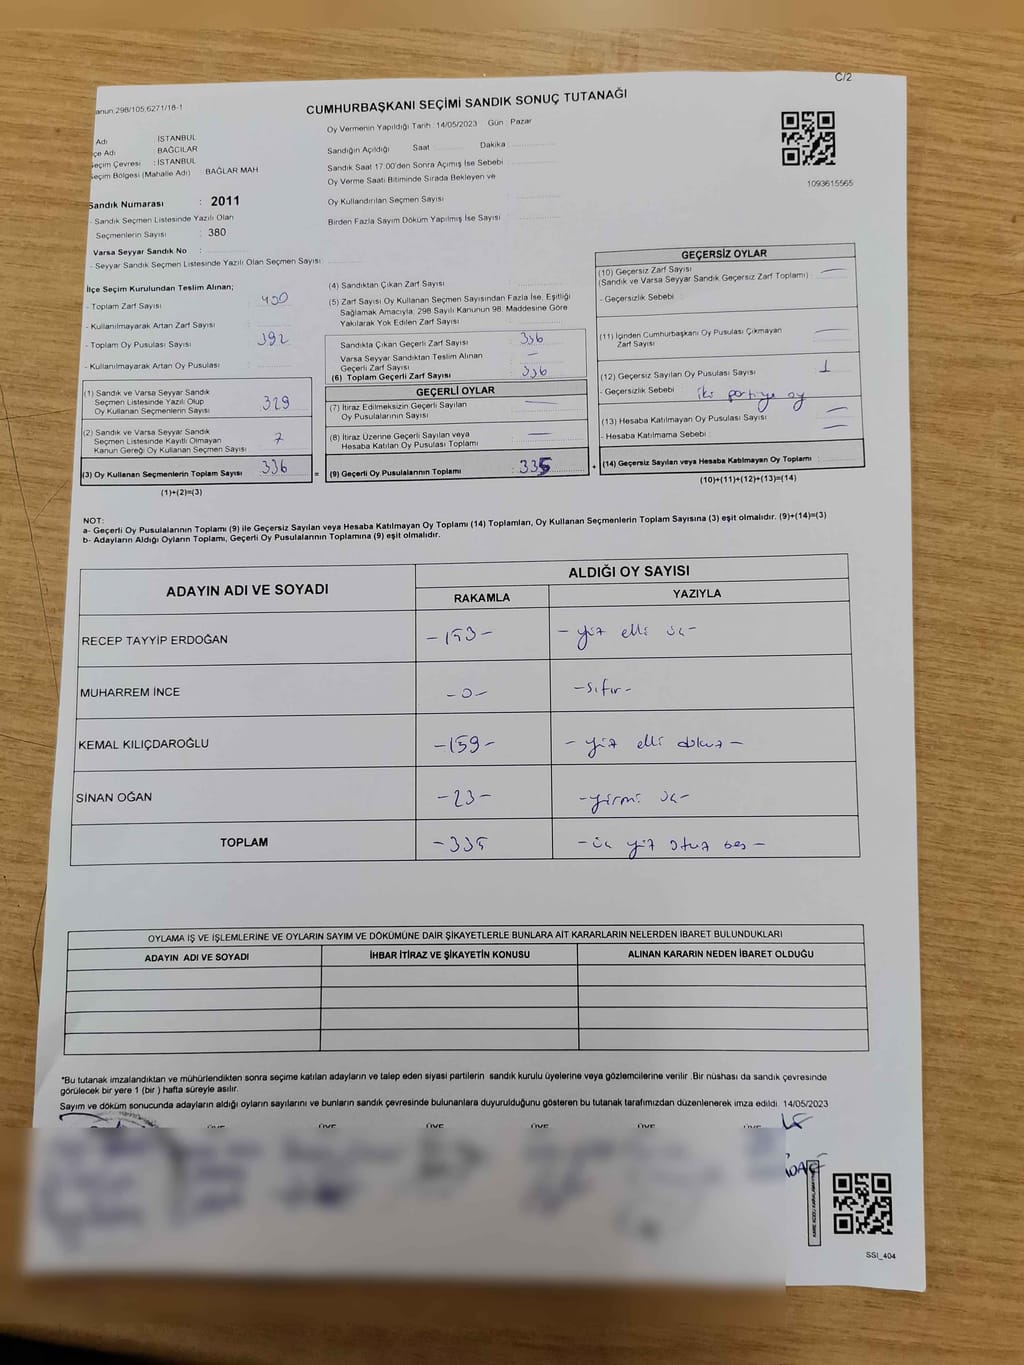 C/2
anun:298/105,6271/18-1
CUMHURBAŞKANI SEÇİMİ SANDIK SONUÇ TUTANAĞI
Adı İSTANBUL
çe Adı BAĞCILAR
eçim Çevresi : İSTANBUL
eçim Bölgesi (Mahalle Adı) BAĞLAR MAH
Sandık Numarası : 2011
- Sandık Seçmen Listesinde Yazılı Olan
Seçmenlerin Sayısı : 380
Varsa Seyyar Sandık No :
- Seyyar Sandık Seçmen Listesinde Yazılı Olan Seçmen Sayısı :
Oy Vermenin Yapıldığı Tarih : 14/05/2023 Gün : Pazar
Sandığın Açıldığı Saat Dakika
Sandık Saat 17:00'den Sonra Açımış İse Sebebi
Oy Verme Saati Bitiminde Sırada Bekleyen ve
Oy Kullandırılan Seçmen Sayısı
Birden Fazla Sayım Döküm Yapılmış İse Sayısı
1093615565
İlçe Seçim Kurulundan Teslim Alınan;
- Toplam Zarf Sayısı : 400
- Kullanılmayarak Artan Zarf Sayısı :
- Toplam Oy Pusulası Sayısı : 392
- Kullanılmayarak Artan Oy Pusulası :
(1) Sandık ve Varsa Seyyar Sandık
Seçmen Listesinde Yazılı Olup
Oy Kullanan Seçmenlerin Sayısı : 329
(2) Sandık ve Varsa Seyyar Sandık
Seçmen Listesinde Kayıtlı Olmayan
Kanun Gereği Oy Kullanan Seçmen Sayısı : 7
(3) Oy Kullanan Seçmenlerin Toplam Sayısı : 336
(1)+(2)=(3)
(4) Sandıktan Çıkan Zarf Sayısı :
(5) Zarf Sayısı Oy Kullanan Seçmen Sayısından Fazla İse, Eşitliği
Sağlamak Amacıyla; 298 Sayılı Kanunun 98. Maddesine Göre
Yakılarak Yok Edilen Zarf Sayısı :
Sandıkta Çıkan Geçerli Zarf Sayısı : 336
Varsa Seyyar Sandıktan Teslim Alınan
Geçerli Zarf Sayısı : —
(6) Toplam Geçerli Zarf Sayısı : 336
GEÇERLİ OYLAR
(7) İtiraz Edilmeksizin Geçerli Sayılan
Oy Pusulalarının Sayısı : —
(8) İtiraz Üzerine Geçerli Sayılan veya
Hesaba Katılan Oy Pusulası Toplamı : —
= (9) Geçerli Oy Pusulalarının Toplamı : 335 +
GEÇERSİZ OYLAR
(10) Geçersiz Zarf Sayısı : —
(Sandık ve Varsa Seyyar Sandık Geçersiz Zarf Toplamı)
- Geçersizlik Sebebi :
(11) İçinden Cumhurbaşkanı Oy Pusulası Çıkmayan
Zarf Sayısı : —
(12) Geçersiz Sayılan Oy Pusulası Sayısı : 1
- Geçersizlik Sebebi : iki partiye oy
(13) Hesaba Katılmayan Oy Pusulası Sayısı : —
- Hesaba Katılmama Sebebi : —
(14) Geçersiz Sayılan veya Hesaba Katılmayan Oy Toplamı :
(10)+(11)+(12)+(13)=(14)
NOT:
a- Geçerli Oy Pusulalarının Toplamı (9) ile Geçersiz Sayılan veya Hesaba Katılmayan Oy Toplamı (14) Toplamları, Oy Kullanan Seçmenlerin Toplam Sayısına (3) eşit olmalıdır. (9)+(14)=(3)
b- Adayların Aldığı Oyların Toplamı, Geçerli Oy Pusulalarının Toplamına (9) eşit olmalıdır.
ADAYIN ADI VE SOYADI ALDIĞI OY SAYISI
RAKAMLA YAZIYLA
RECEP TAYYİP ERDOĞAN -153- - yüz elli üç -
MUHARREM İNCE -0- -sıfır-
KEMAL KILIÇDAROĞLU -159- - yüz elli dokuz -
SİNAN OĞAN -23- -yirmi üç-
TOPLAM -335 - üç yüz otuz beş -
OYLAMA İŞ VE İŞLEMLERİNE VE OYLARIN SAYIM VE DÖKÜMÜNE DAİR ŞİKAYETLERLE BUNLARA AİT KARARLARIN NELERDEN İBARET BULUNDUKLARI
ADAYIN ADI VE SOYADI İHBAR İTİRAZ VE ŞİKAYETİN KONUSU ALINAN KARARIN NEDEN İBARET OLDUĞU
*Bu tutanak imzalandıktan ve mühürlendikten sonra seçime katılan adayların ve talep eden siyasi partilerin sandık kurulu üyelerine veya gözlemcilerine verilir .Bir nüshası da sandık çevresinde
görülecek bir yere 1 (bir ) hafta süreyle asılır.
Sayım ve döküm sonucunda adayların aldığı oyların sayılarını ve bunların sandık çevresinde bulunanlara duyurulduğunu gösteren bu tutanak tarafımızdan düzenlenerek imza edildi. 14/05/2023
ÜYE ÜYE ÜYE ÜYE ÜYE
SSI_404